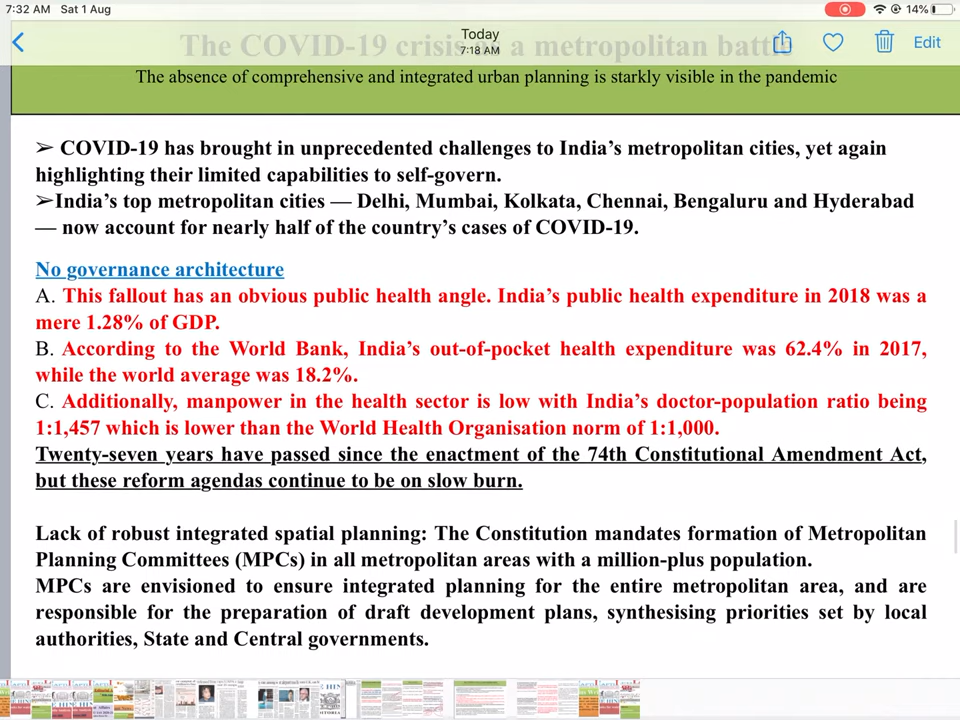 7:32 AM Sat 1 Aug
14%
Today
7:18 AM
Edit
The COVID-19 crisis a metropolitan battle
The absence of comprehensive and integrated urban planning is starkly visible in the pandemic
➢ COVID-19 has brought in unprecedented challenges to India’s metropolitan cities, yet again
highlighting their limited capabilities to self-govern.
➢India’s top metropolitan cities — Delhi, Mumbai, Kolkata, Chennai, Bengaluru and Hyderabad
— now account for nearly half of the country’s cases of COVID-19.
No governance architecture
A. This fallout has an obvious public health angle. India’s public health expenditure in 2018 was a
mere 1.28% of GDP.
B. According to the World Bank, India’s out-of-pocket health expenditure was 62.4% in 2017,
while the world average was 18.2%.
C. Additionally, manpower in the health sector is low with India’s doctor-population ratio being
1:1,457 which is lower than the World Health Organisation norm of 1:1,000.
Twenty-seven years have passed since the enactment of the 74th Constitutional Amendment Act,
but these reform agendas continue to be on slow burn.
Lack of robust integrated spatial planning: The Constitution mandates formation of Metropolitan
Planning Committees (MPCs) in all metropolitan areas with a million-plus population.
MPCs are envisioned to ensure integrated planning for the entire metropolitan area, and are
responsible for the preparation of draft development plans, synthesising priorities set by local
authorities, State and Central governments.